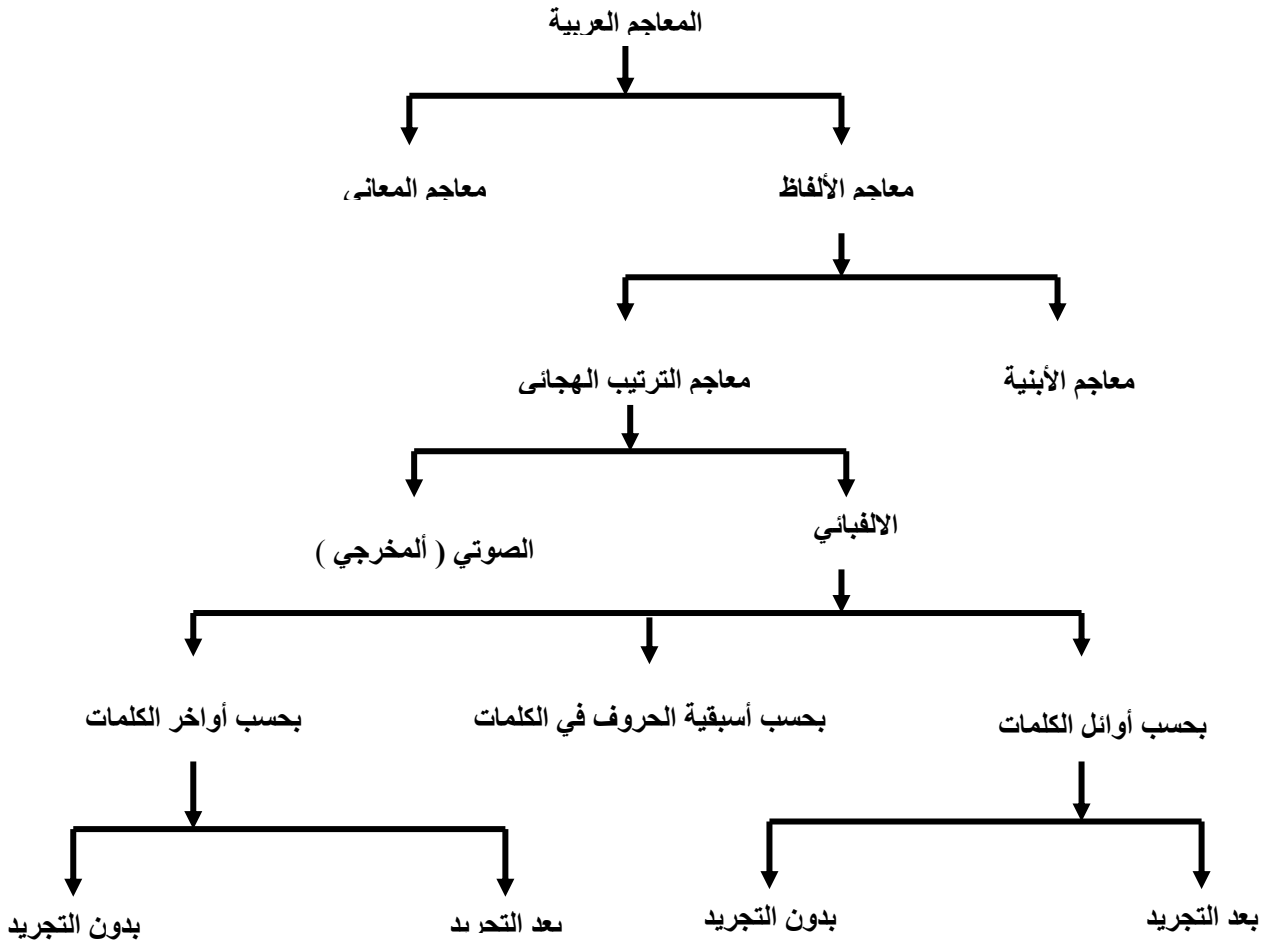 المعاجم العربية
معاجم الألفاظ
معاجم المعاني
معاجم الأبنية
معاجم الترتيب الهجائي
الالفبائي
الصوتي ( ألمخرجي )
بحسب أوائل الكلمات
بحسب أسبقية الحروف في الكلمات
بحسب أواخر الكلمات
بعد التجريد
بدون التجريد
بعد التجريد
بدون التجريد